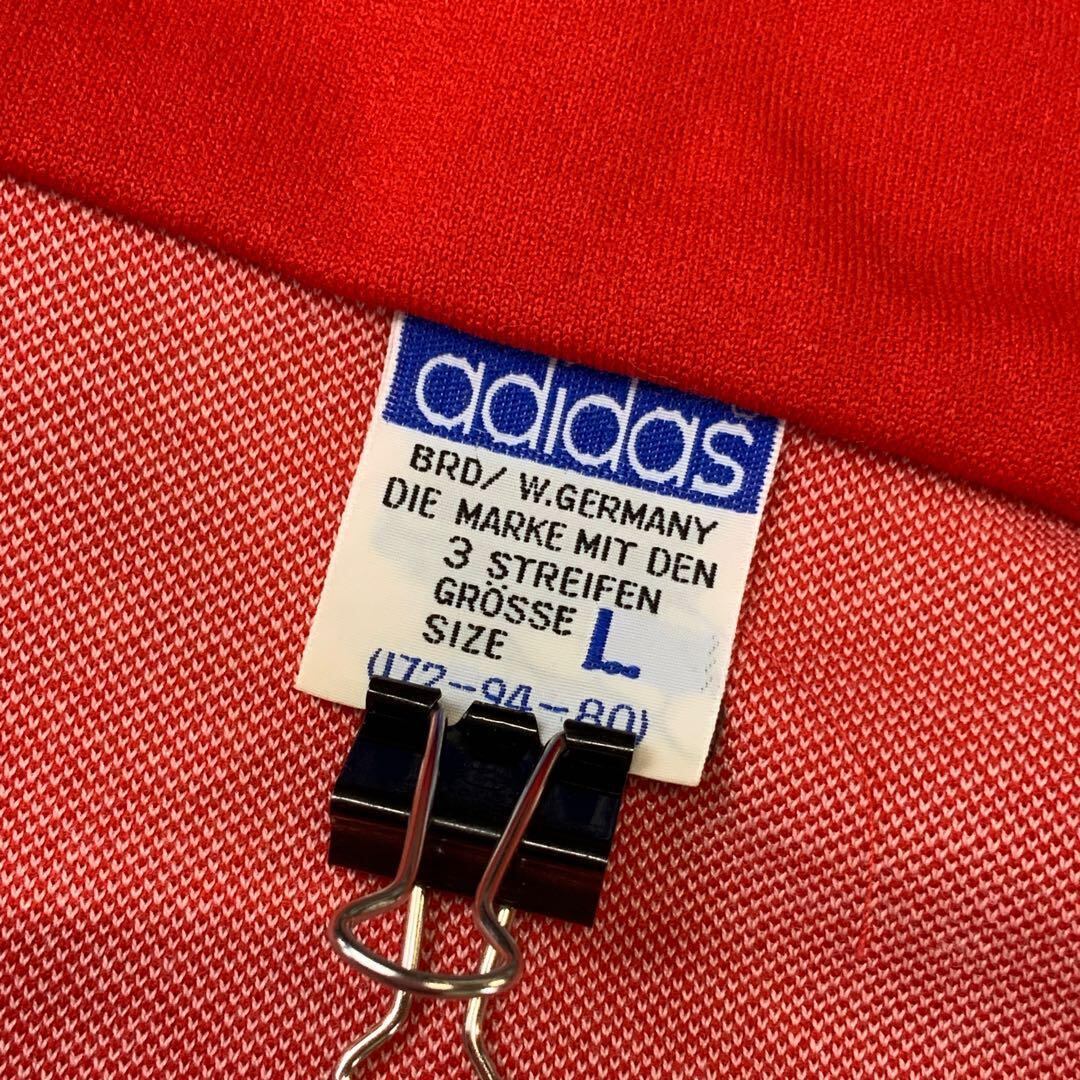 adidas
BRD/ W.GERMANY
DIE MARKE MIT DEN
3 STREIFEN
GRÖSSE
SIZE
L
(172-94-80)